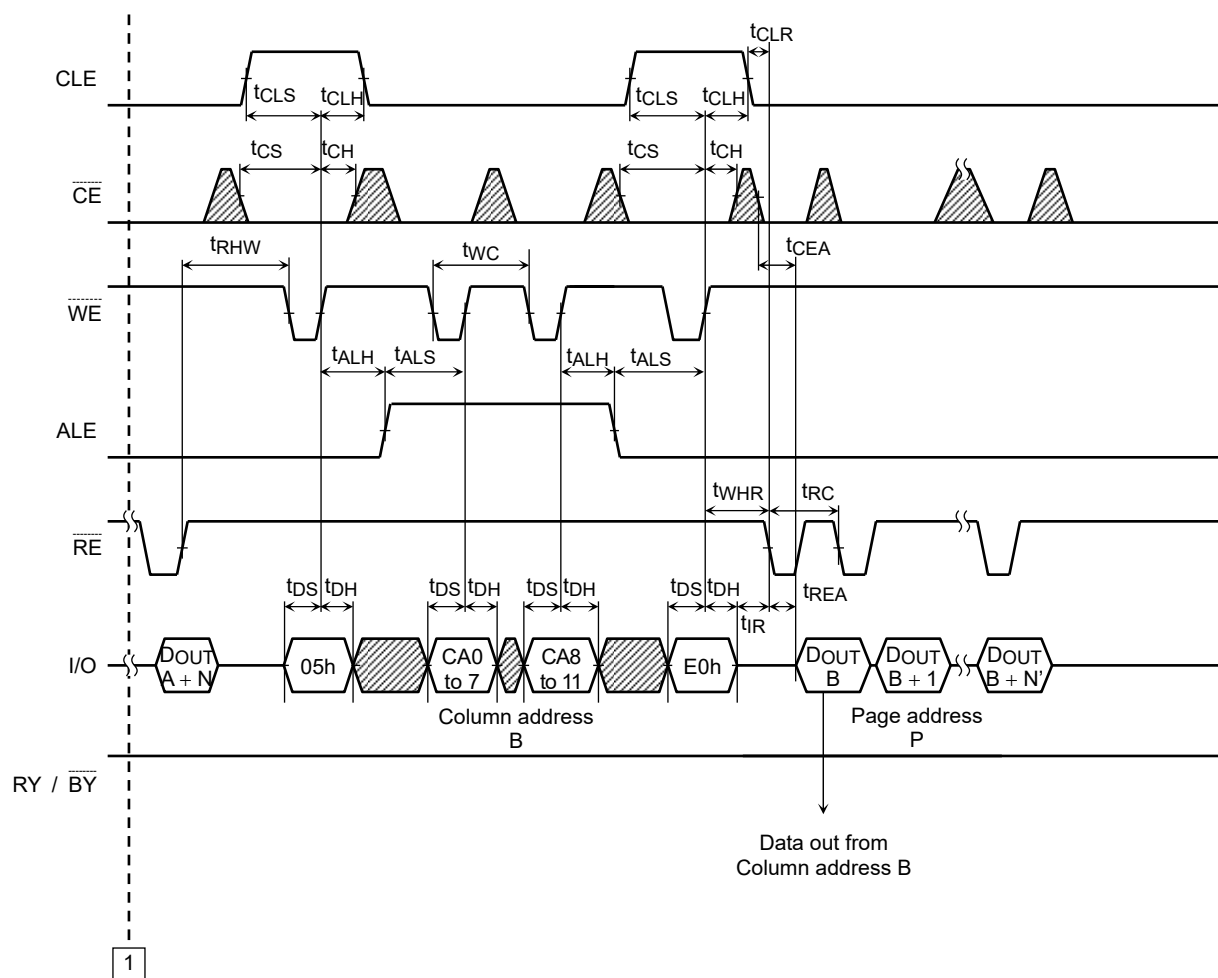 tCLR
CLE
tCLS tCLH tCLS tCLH
tCS tCH tCS tCH
CE
tCEA
tRHW tWC
WE
tALH tALS tALH tALS
ALE
tWHR tRC
RE
tDS tDH tDS tDH tDS tDH tDS tDH tREA
tIR
I/O
DOUT
A + N
05h
CA0
to 7
CA8
to 11
E0h
DOUT
B
DOUT
B + 1
DOUT
B + N’
Column address
B
Page address
P
RY / BY
Data out from
Column address B
1